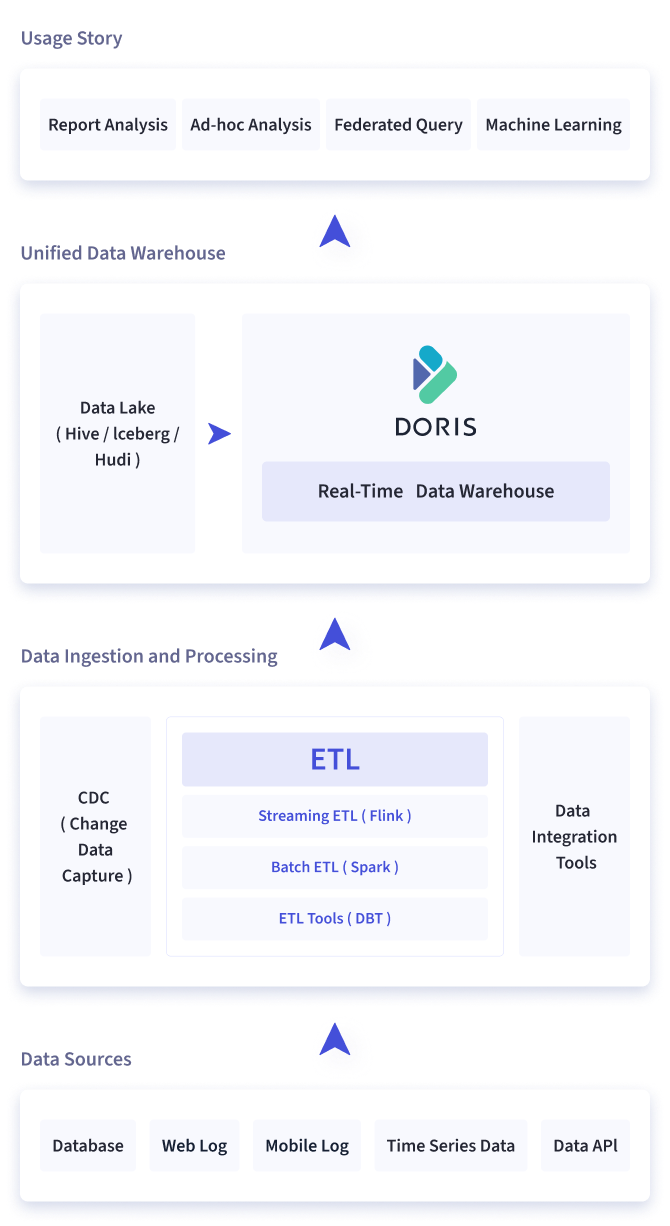 Usage Story
Report Analysis
Ad-hoc Analysis
Federated Query
Machine Learning
Unified Data Warehouse
Data Lake
( Hive / lceberg /
Hudi )
DORIS
Real-Time Data Warehouse
Data Ingestion and Processing
CDC
( Change
Data
Capture )
ETL
Streaming ETL ( Flink )
Batch ETL ( Spark )
ETL Tools ( DBT )
Data
Integration
Tools
Data Sources
Database
Web Log
Mobile Log
Time Series Data
Data APl